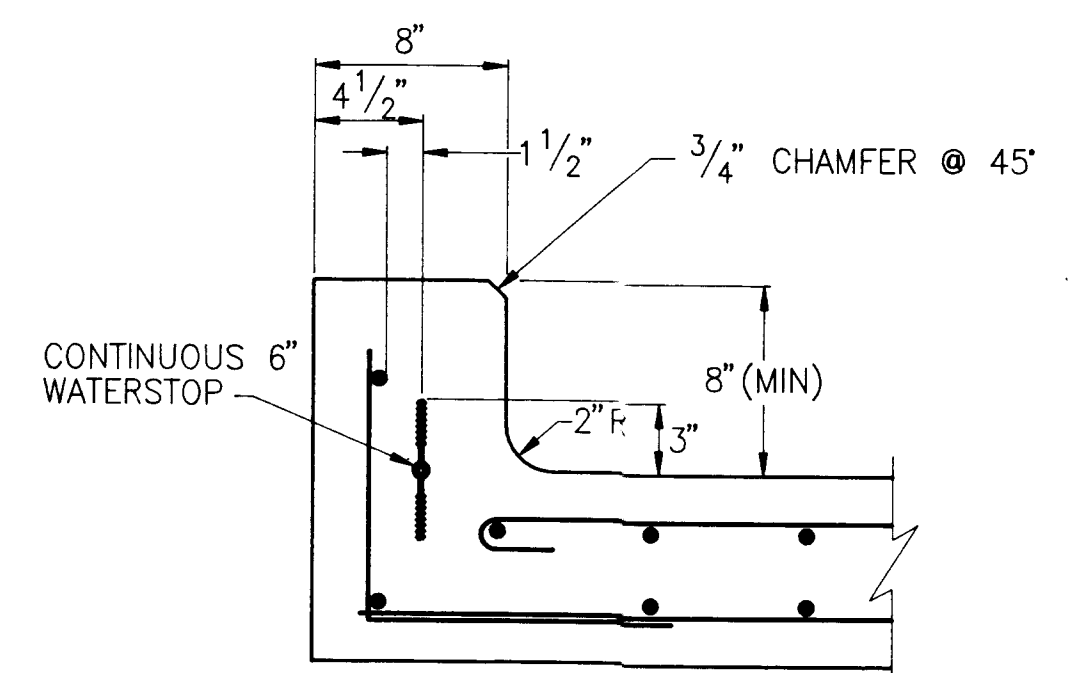 8"
4 1/2"
1 1/2"
3/4" CHAMFER @ 45°
CONTINUOUS 6"
WATERSTOP
8" (MIN)
2" R
3"